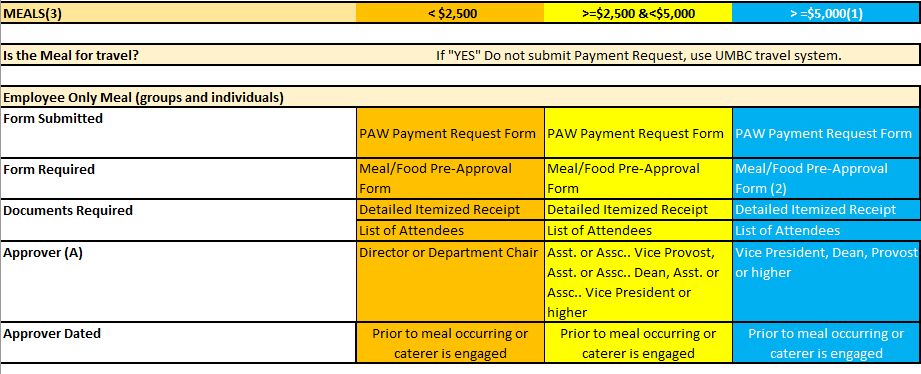 MEALS(3) < $2,500 >=$2,500 &<$5,000 > =$5,000(1)
Is the Meal for travel? If "YES" Do not submit Payment Request, use UMBC travel system.
Employee Only Meal (groups and individuals)
Form Submitted
PAW Payment Request Form PAW Payment Request Form PAW Payment Request Form
Form Required Meal/Food Pre-Approval Meal/Food Pre-Approval Meal/Food Pre-Approval
Form Form Form (2)
Documents Required Detailed Itemized Receipt Detailed Itemized Receipt Detailed Itemized Receipt
List of Attendees List of Attendees List of Attendees
Approver (A) Director or Department Chair Asst. or Assc.. Vice Provost, Vice President, Dean, Provost
Asst. or Assc.. Dean, Asst. or or higher
Assc.. Vice President or
higher
Approver Dated Prior to meal occurring or Prior to meal occurring or Prior to meal occurring or
caterer is engaged caterer is engaged caterer is engaged